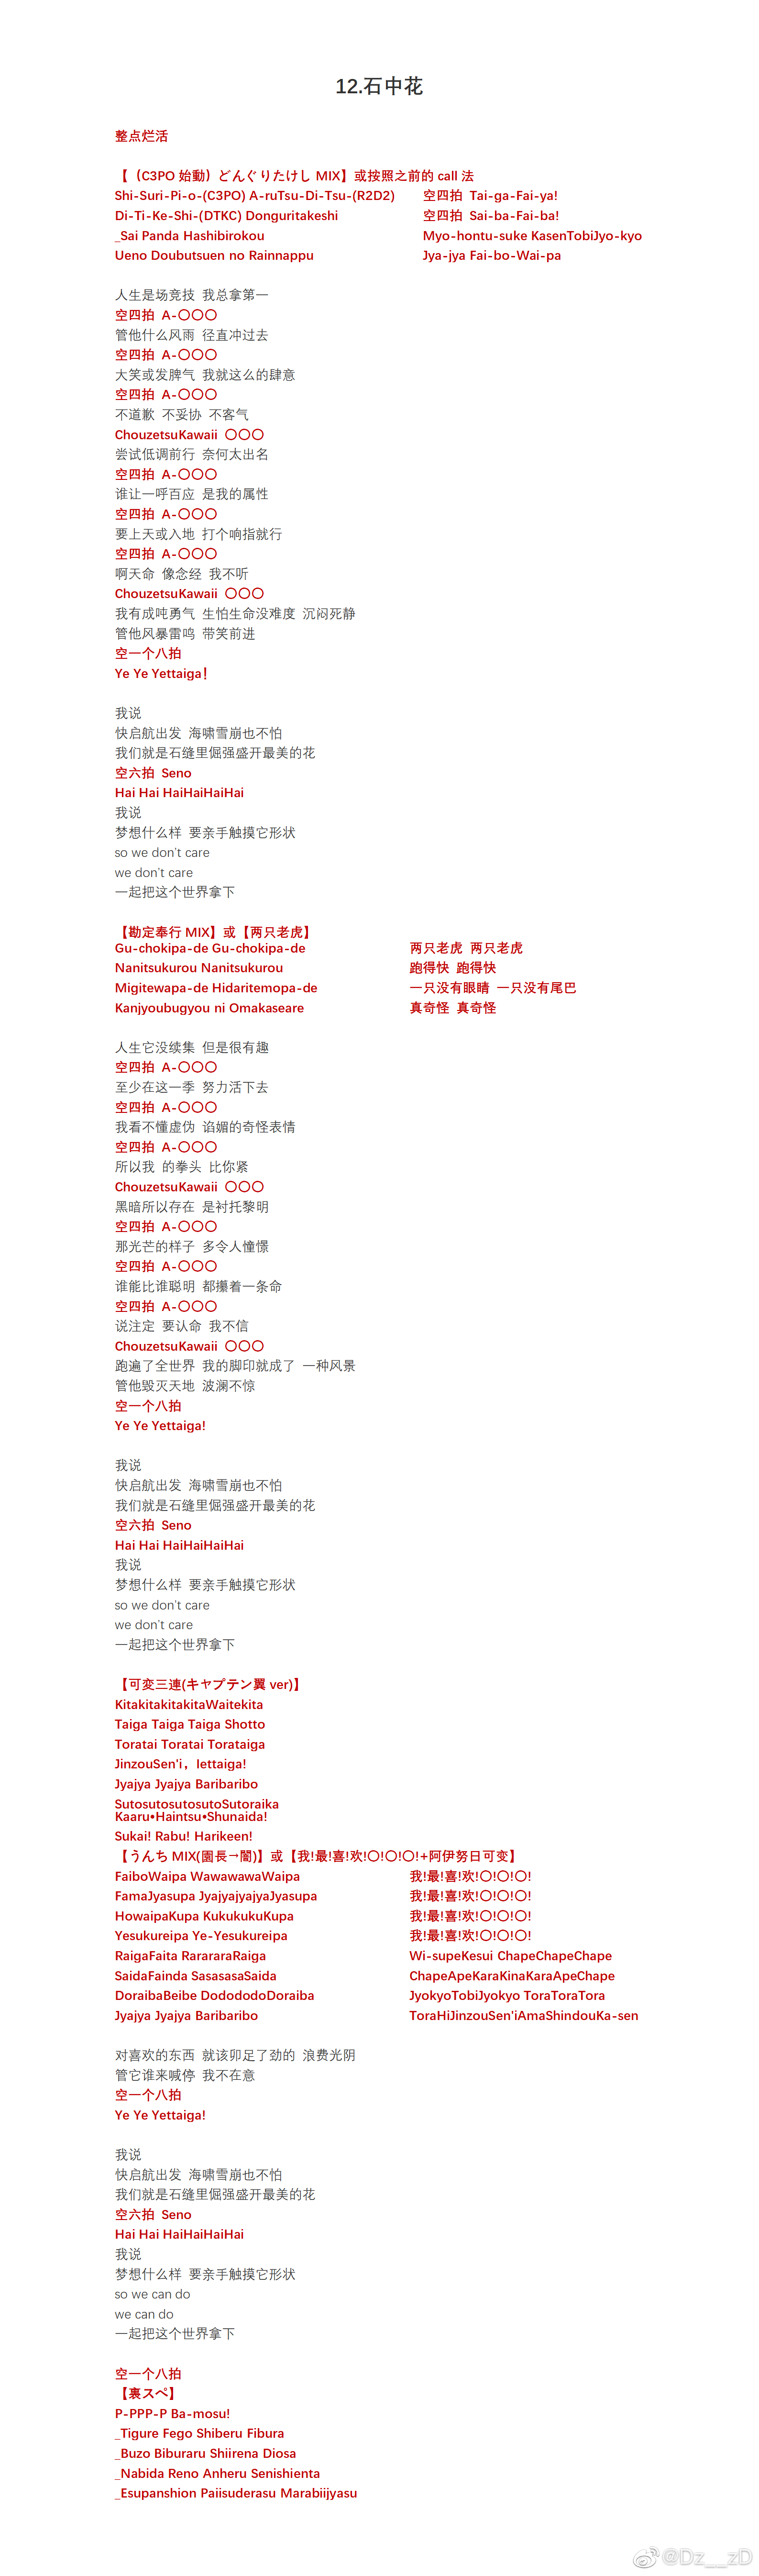 12.石中花
整点烂活
【（C3PO 始動）どんぐりたけし MIX】或按照之前的 call 法
Shi-Suri-Pi-o-(C3PO) A-ruTsu-Di-Tsu-(R2D2) 空四拍 Tai-ga-Fai-ya!
Di-Ti-Ke-Shi-(DTKC) Donguritakeshi 空四拍 Sai-ba-Fai-ba!
_Sai Panda Hashibirokou Myo-hontu-suke KasenTobiJyo-kyo
Ueno Doubutsuen no Rainnappu Jya-jya Fai-bo-Wai-pa
人生是场竞技 我总拿第一
空四拍 A-〇〇〇
管他什么风雨 径直冲过去
空四拍 A-〇〇〇
大笑或发脾气 我就这么的肆意
空四拍 A-〇〇〇
不道歉 不妥协 不客气
ChouzetsuKawaii 〇〇〇
尝试低调前行 奈何太出名
空四拍 A-〇〇〇
谁让一呼百应 是我的属性
空四拍 A-〇〇〇
要上天或入地 打个响指就行
空四拍 A-〇〇〇
啊天命 像念经 我不听
ChouzetsuKawaii 〇〇〇
我有成吨勇气 生怕生命没难度 沉闷死静
管他风暴雷鸣 带笑前进
空一个八拍
Ye Ye Yettaiga！
我说
快启航出发 海啸雪崩也不怕
我们就是石缝里倔强盛开最美的花
空六拍 Seno
Hai Hai HaiHaiHaiHai
我说
梦想什么样 要亲手触摸它形状
so we don't care
we don't care
一起把这个世界拿下
【勘定奉行 MIX】或【两只老虎】
Gu-chokipa-de Gu-chokipa-de 两只老虎 两只老虎
Nanitsukurou Nanitsukurou 跑得快 跑得快
Migitewapa-de Hidaritemopa-de 一只没有眼睛 一只没有尾巴
Kanjyoubugyou ni Omakaseare 真奇怪 真奇怪
人生它没续集 但是很有趣
空四拍 A-〇〇〇
至少在这一季 努力活下去
空四拍 A-〇〇〇
我看不懂虚伪 谄媚的奇怪表情
空四拍 A-〇〇〇
所以我 的拳头 比你紧
ChouzetsuKawaii 〇〇〇
黑暗所以存在 是衬托黎明
空四拍 A-〇〇〇
那光芒的样子 多令人憧憬
空四拍 A-〇〇〇
谁能比谁聪明 都攥着一条命
空四拍 A-〇〇〇
说注定 要认命 我不信
ChouzetsuKawaii 〇〇〇
跑遍了全世界 我的脚印就成了 一种风景
管他毁灭天地 波澜不惊
空一个八拍
Ye Ye Yettaiga!
我说
快启航出发 海啸雪崩也不怕
我们就是石缝里倔强盛开最美的花
空六拍 Seno
Hai Hai HaiHaiHaiHai
我说
梦想什么样 要亲手触摸它形状
so we don't care
we don't care
一起把这个世界拿下
【可变三連(キヤプテン翼 ver)】
KitakitakitakitaWaitekita
Taiga Taiga Taiga Shotto
Toratai Toratai Torataiga
JinzouSen'i，Iettaiga!
Jyajya Jyajya Baribaribo
SutosutosutosutoSutoraika
Kaaru•Haintsu•Shunaida!
Sukai! Rabu! Harikeen!
【うんち MIX(園長→闇)】或【我!最!喜!欢!〇!〇!〇!+阿伊努日可变】
FaiboWaipa WawawawaWaipa 我!最!喜!欢!〇!〇!〇!
FamaJyasupa JyajyajyajyaJyasupa 我!最!喜!欢!〇!〇!〇!
HowaipaKupa KukukukuKupa 我!最!喜!欢!〇!〇!〇!
Yesukureipa Ye-Yesukureipa 我!最!喜!欢!〇!〇!〇!
RaigaFaita RarararaRaiga Wi-supeKesui ChapeChapeChape
SaidaFainda SasasasaSaida ChapeApeKaraKinaKaraApeChape
DoraibaBeibe DodododoDoraiba JyokyoTobiJyokyo ToraToraTora
Jyajya Jyajya Baribaribo ToraHiJinzouSen'iAmaShindouKa-sen
对喜欢的东西 就该卯足了劲的 浪费光阴
管它谁来喊停 我不在意
空一个八拍
Ye Ye Yettaiga!
我说
快启航出发 海啸雪崩也不怕
我们就是石缝里倔强盛开最美的花
空六拍 Seno
Hai Hai HaiHaiHaiHai
我说
梦想什么样 要亲手触摸它形状
so we can do
we can do
一起把这个世界拿下
空一个八拍
【裏スペ】
P-PPP-P Ba-mosu!
_Tigure Fego Shiberu Fibura
_Buzo Biburaru Shiirena Diosa
_Nabida Reno Anheru Senishienta
_Esupanshion Paiisuderasu Marabiijyasu
@Dz__zD